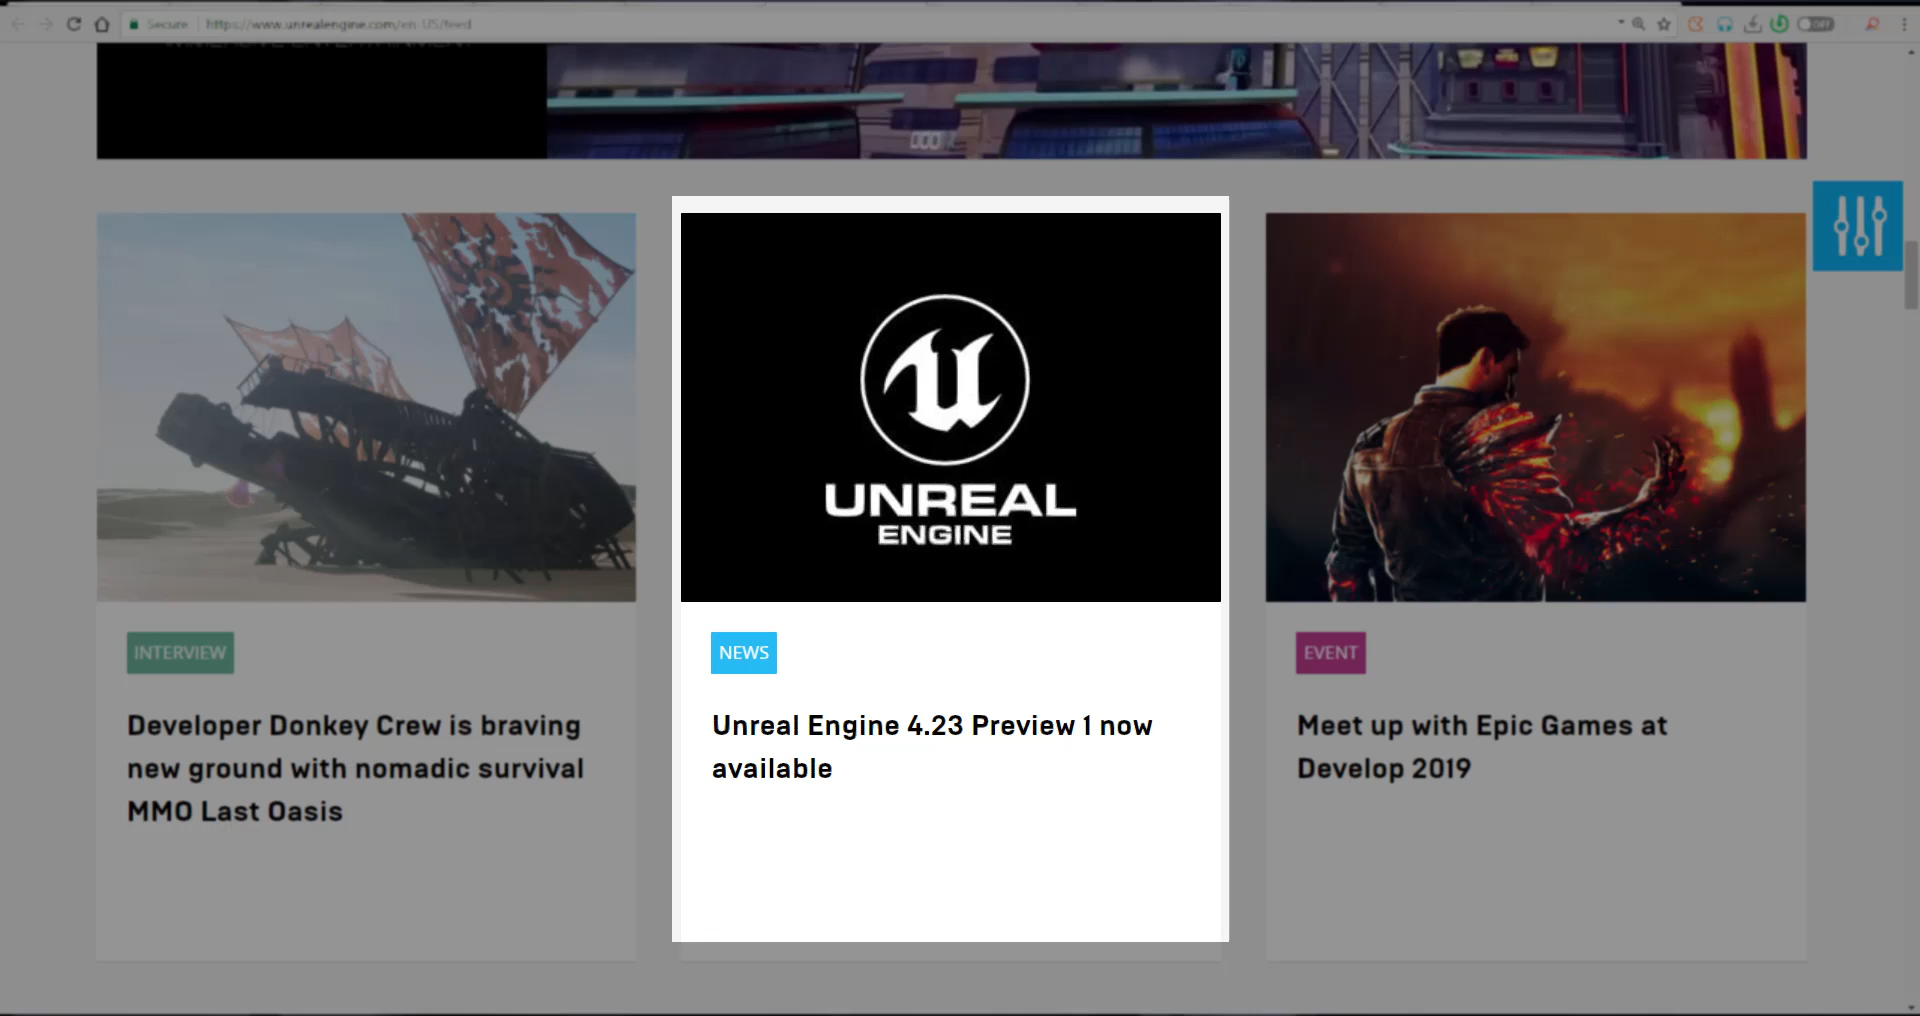 Secure https://www.unrealengine.com/en-US/feed
OFF
INTERVIEW
Developer Donkey Crew is braving
new ground with nomadic survival
MMO Last Oasis
UNREAL
ENGINE
NEWS
Unreal Engine 4.23 Preview 1 now
available
EVENT
Meet up with Epic Games at
Develop 2019